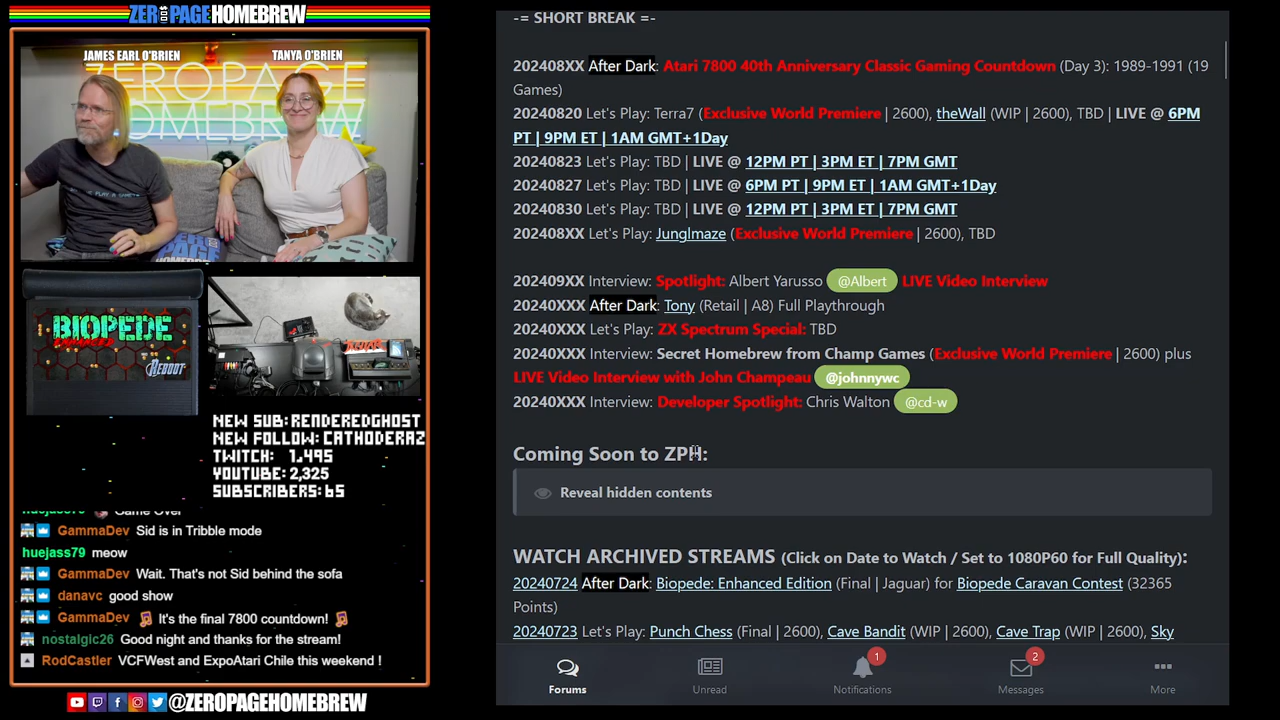 ZEROPAGE HOMEBREW
JAMES EARL O'BRIEN
TANYA O'BRIEN
ZEROPAGE
HOMEBREW
BIOPEDE
ENHANCED
REBOOT
NEW SUB: RENDEREDGHOST
NEW FOLLOW: CATHODERAZ
TWITCH: 1,495
YOUTUBE: 2,325
SUBSCRIBERS: 65
huejass79 Game Over
GammaDev Sid is in Tribble mode
huejass79 meow
GammaDev Wait. That's not Sid behind the sofa
danavc good show
GammaDev It's the final 7800 countdown!
nostalgic26 Good night and thanks for the stream!
RodCastler VCFWest and ExpoAtari Chile this weekend !
@ZEROPAGEHOMEBREW
-= SHORT BREAK =-
202408XX After Dark: Atari 7800 40th Anniversary Classic Gaming Countdown (Day 3): 1989-1991 (19
Games)
20240820 Let's Play: Terra7 (Exclusive World Premiere | 2600), theWall (WIP | 2600), TBD | LIVE @ 6PM
PT | 9PM ET | 1AM GMT+1Day
20240823 Let's Play: TBD | LIVE @ 12PM PT | 3PM ET | 7PM GMT
20240827 Let's Play: TBD | LIVE @ 6PM PT | 9PM ET | 1AM GMT+1Day
20240830 Let's Play: TBD | LIVE @ 12PM PT | 3PM ET | 7PM GMT
202408XX Let's Play: Junglmaze (Exclusive World Premiere | 2600), TBD
202409XX Interview: Spotlight: Albert Yarusso @Albert LIVE Video Interview
20240XXX After Dark: Tony (Retail | A8) Full Playthrough
20240XXX Let's Play: ZX Spectrum Special: TBD
20240XXX Interview: Secret Homebrew from Champ Games (Exclusive World Premiere | 2600) plus
LIVE Video Interview with John Champeau @johnnywc
20240XXX Interview: Developer Spotlight: Chris Walton @cd-w
Coming Soon to ZPH:
Reveal hidden contents
WATCH ARCHIVED STREAMS (Click on Date to Watch / Set to 1080P60 for Full Quality):
20240724 After Dark: Biopede: Enhanced Edition (Final | Jaguar) for Biopede Caravan Contest (32365
Points)
20240723 Let's Play: Punch Chess (Final | 2600), Cave Bandit (WIP | 2600), Cave Trap (WIP | 2600), Sky
Forums
Unread
1
Notifications
2
Messages
More